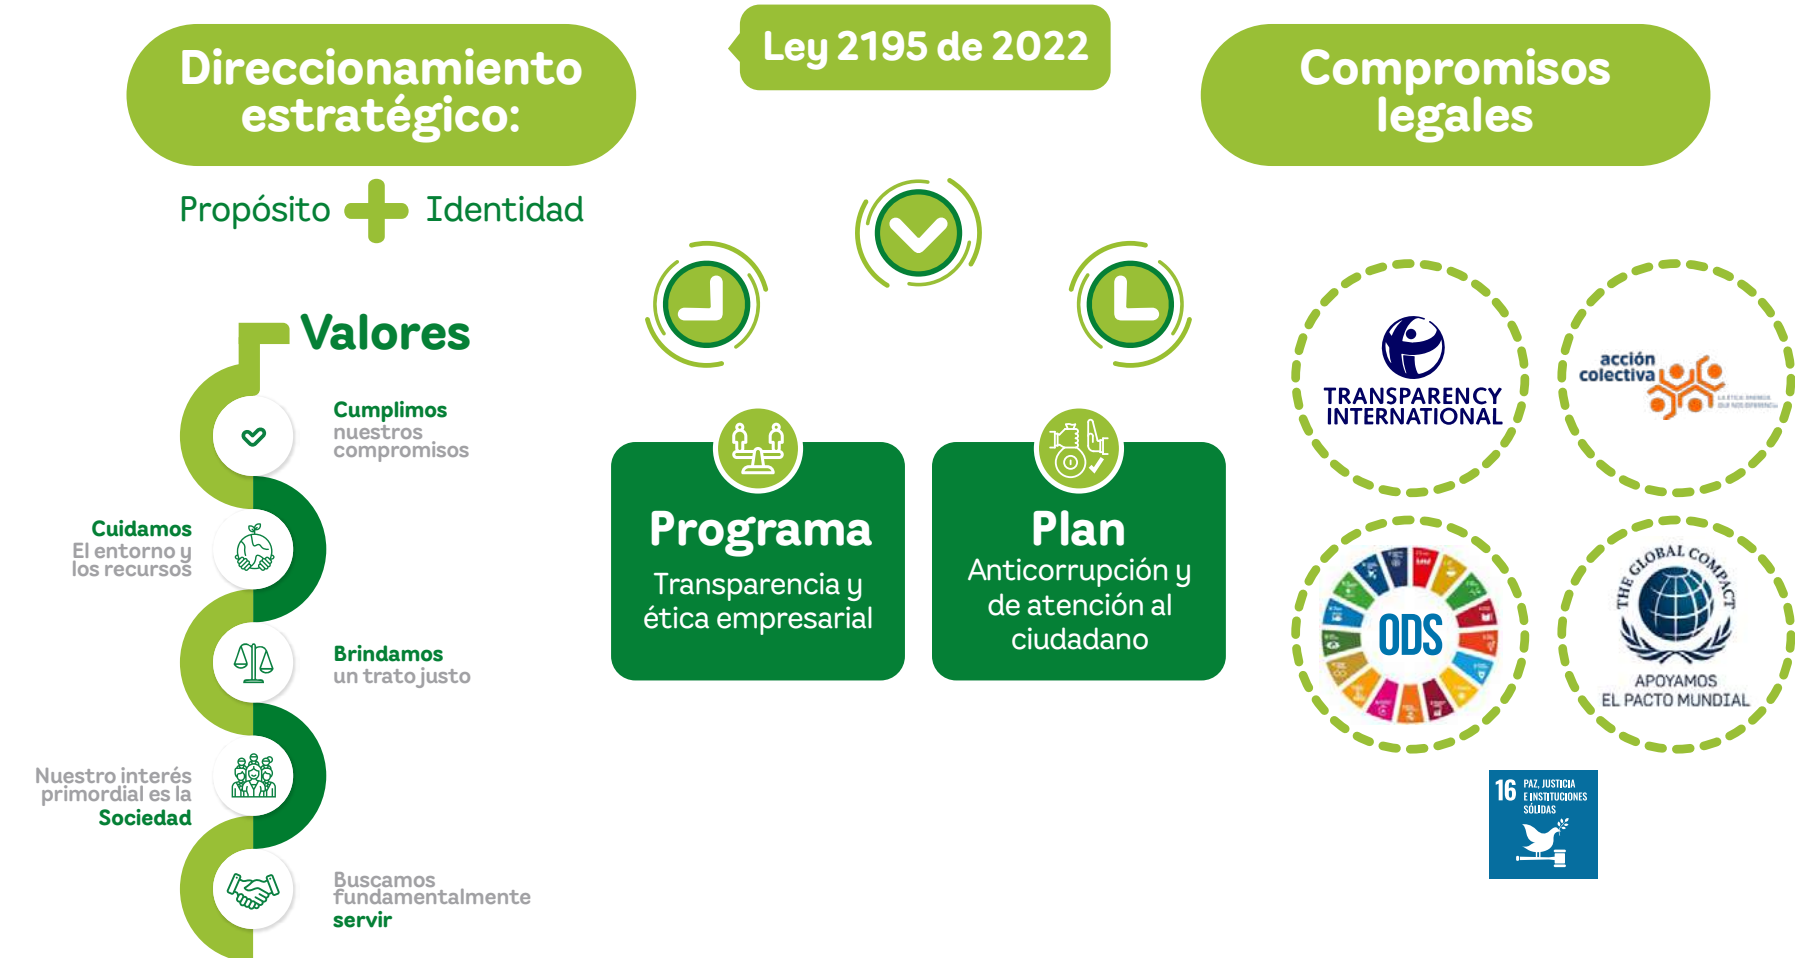 Direccionamiento
estratégico:
Propósito
Identidad
Valores
Cumplimos
nuestros
compromisos
Cuidamos
El entorno y
los recursos
Brindamos
un trato justo
Nuestro interés
primordial es la
Sociedad
Buscamos
fundamentalmente
servir
Ley 2195 de 2022
Programa
Transparencia y
ética empresarial
Plan
Anticorrupción y
de atención al
ciudadano
Compromisos
legales
TRANSPARENCY
INTERNATIONAL
acción
colectiva
ODS
THE GLOBAL COMPACT
APOYAMOS
EL PACTO MUNDIAL
16 PAZ, JUSTICIA
E INSTITUCIONES
SÓLIDAS